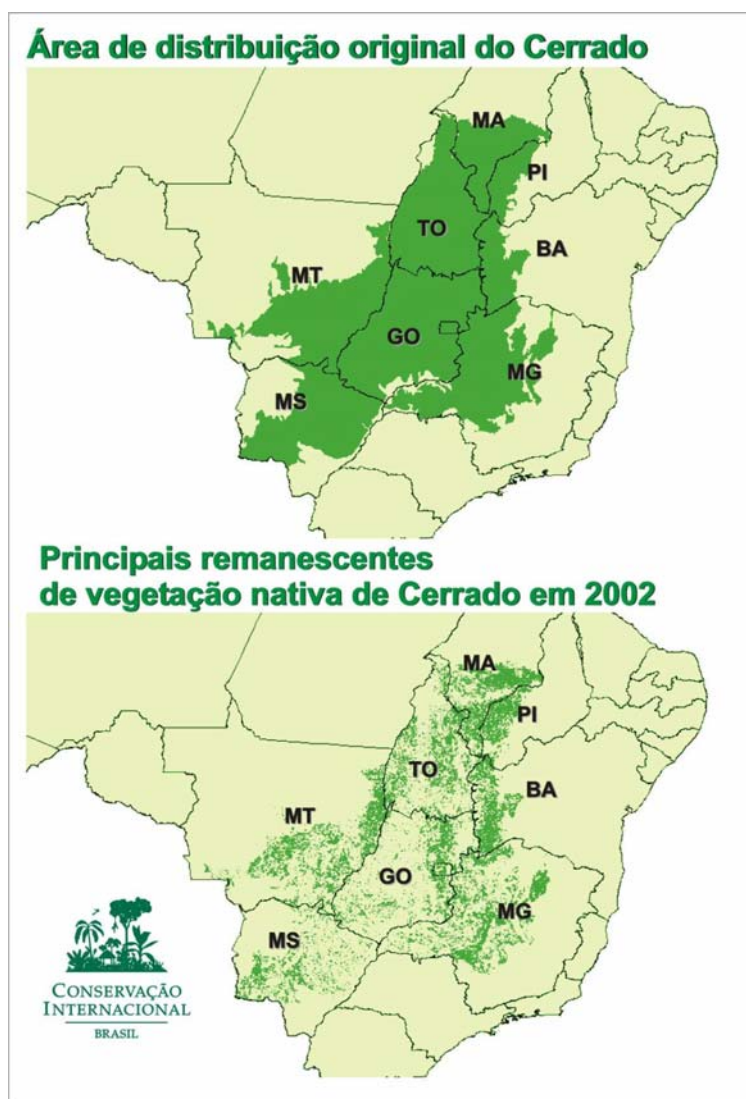 Área de distribuição original do Cerrado
MA
PI
TO
BA
MT
GO
MG
MS
Principais remanescentes
de vegetação nativa de Cerrado em 2002
MA
PI
TO
BA
MT
GO
MG
MS
CONSERVAÇÃO
INTERNACIONAL
BRASIL